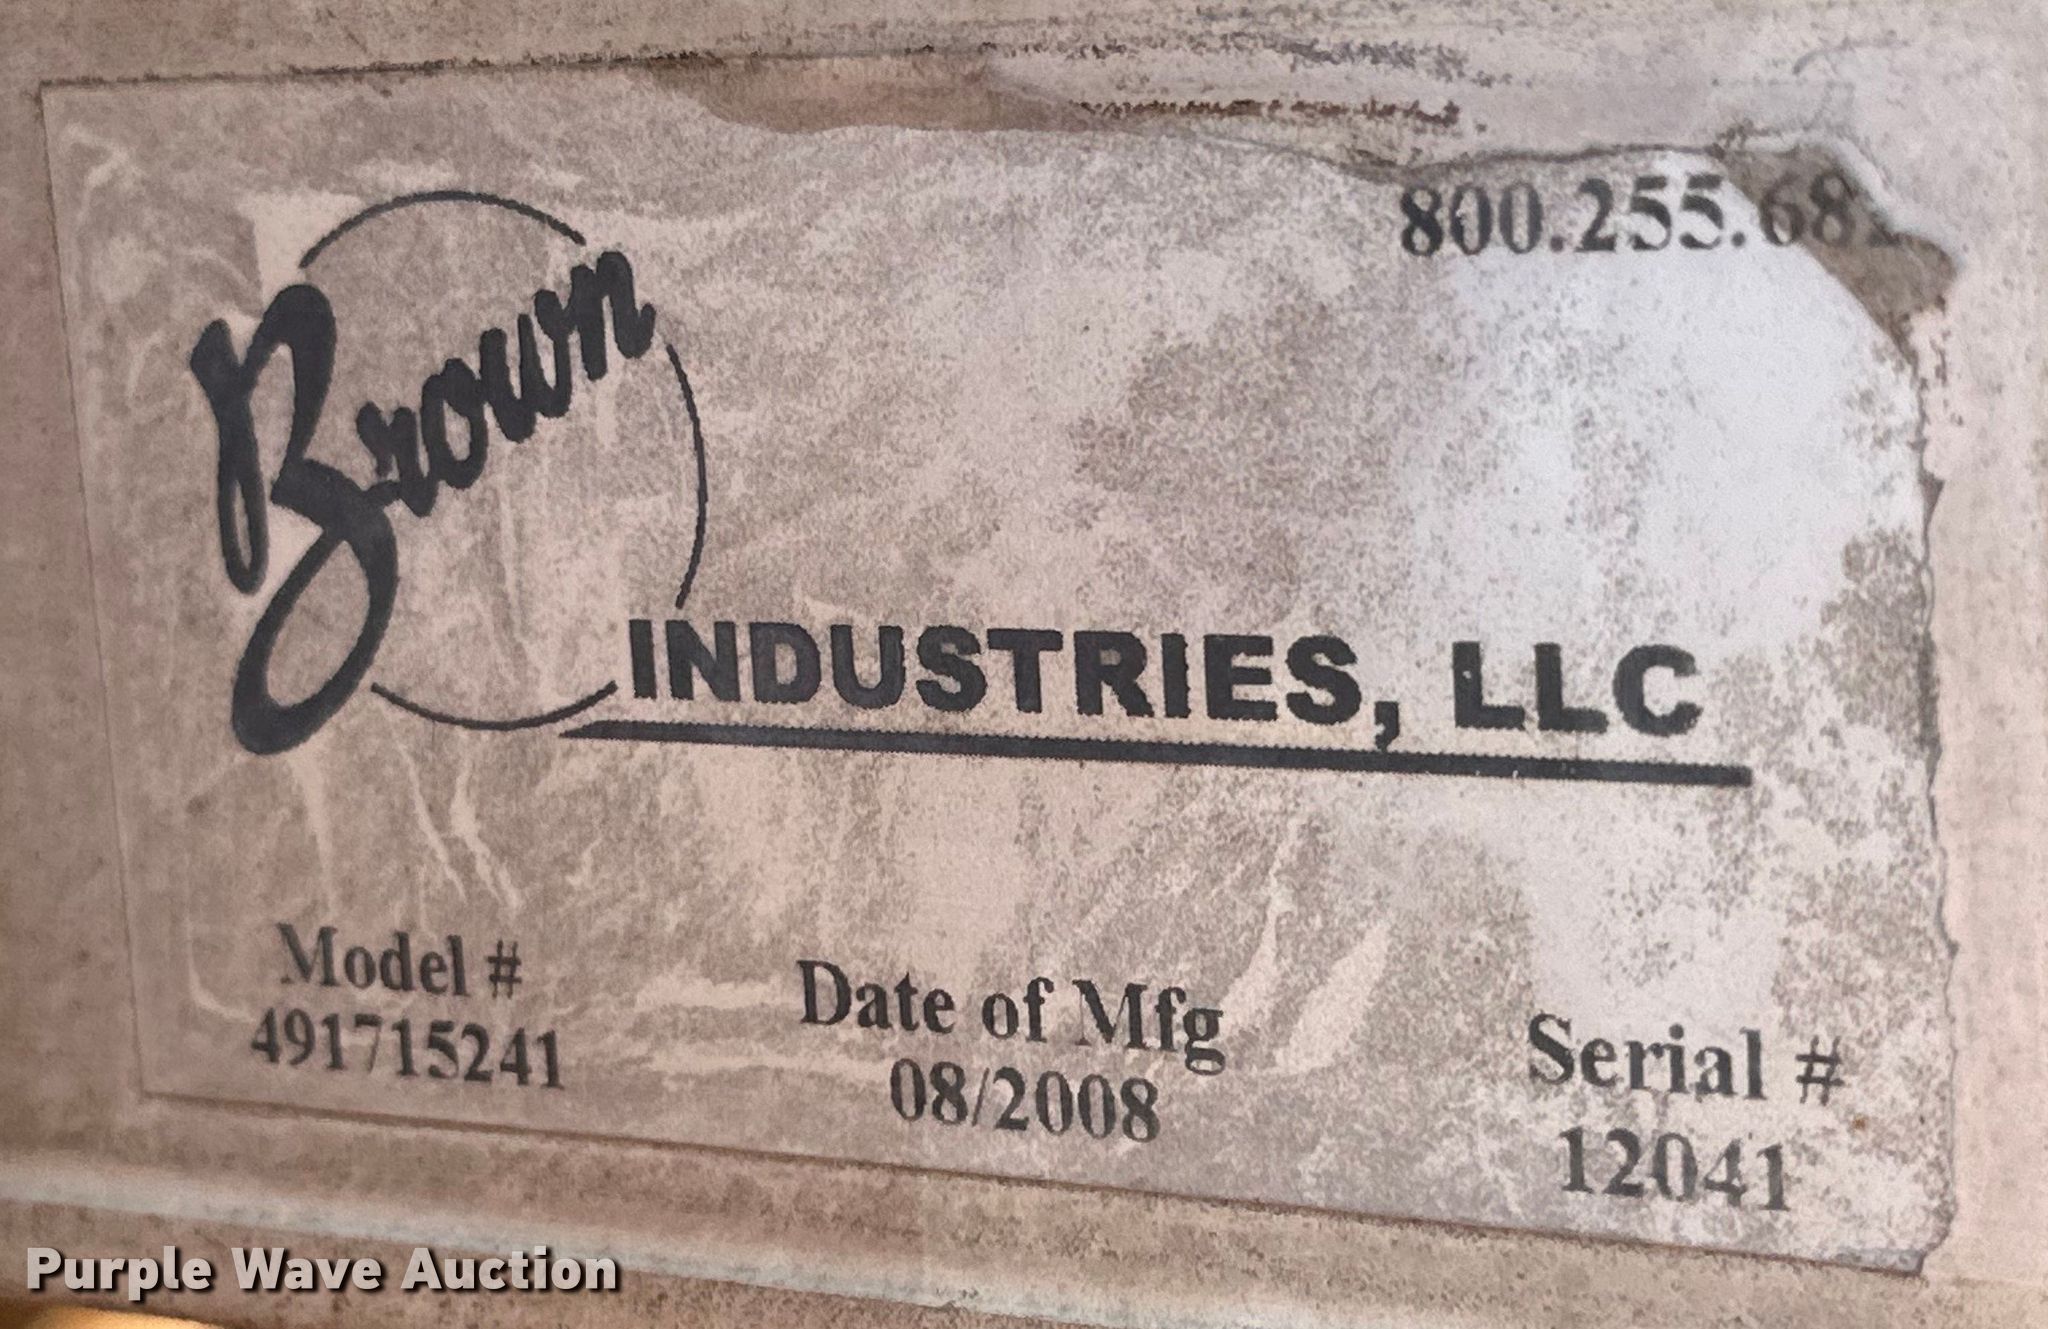 800.255.68
Brown
INDUSTRIES, LLC
Model #
491715241
Date of Mfg
08/2008
Serial #
12041
Purple Wave Auction